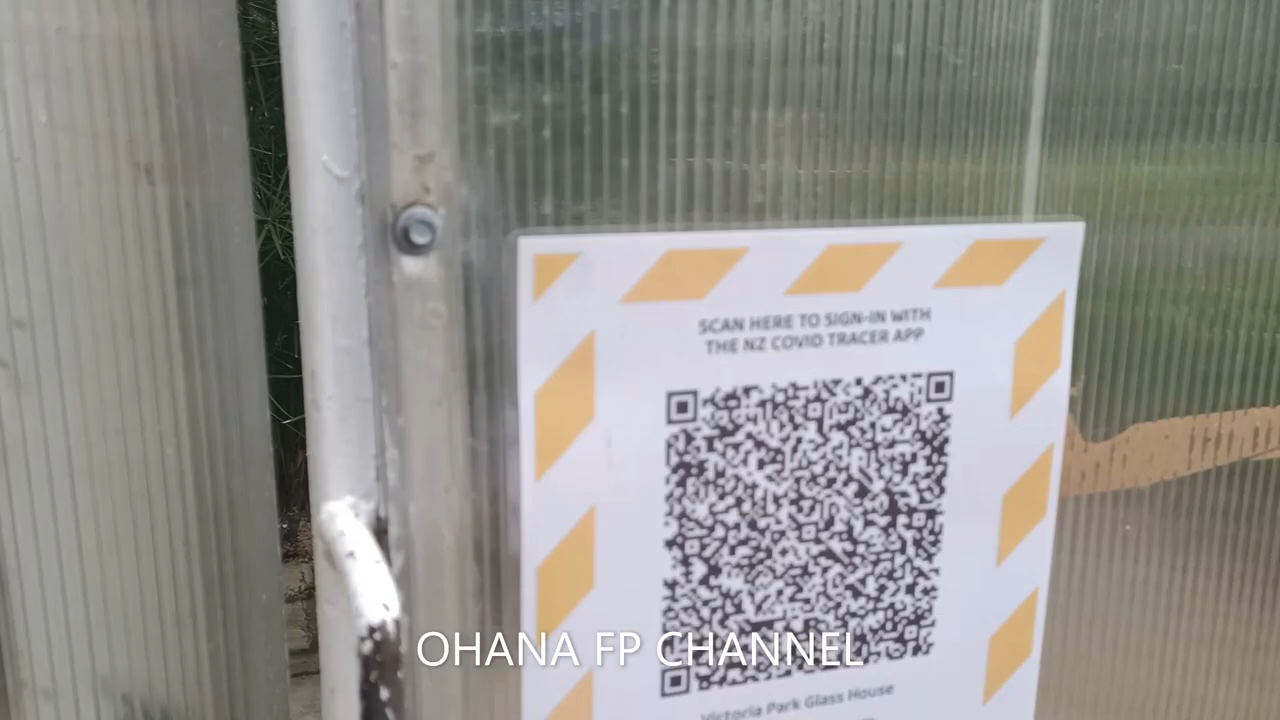 SCAN HERE TO SIGN-IN WITH
THE NZ COVID TRACER APP
OHANA FP CHANNEL
Victoria Park Glass House